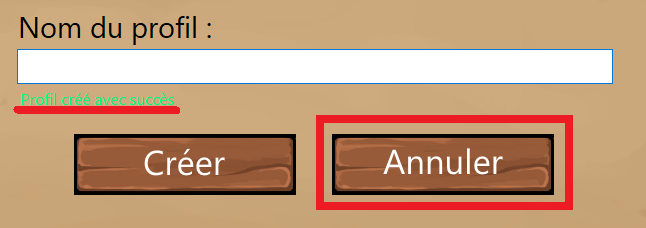 Nom du profil :
Profil créé avec succès
Créer
Annuler